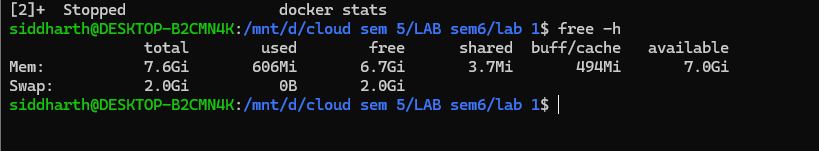 [2]+  Stopped                 docker stats
siddharth@DESKTOP-B2CMN4K:/mnt/d/cloud sem 5/LAB sem6/lab 1$ free -h
               total        used        free      shared  buff/cache   available
Mem:           7.6Gi       606Mi       6.7Gi       3.7Mi       494Mi       7.0Gi
Swap:          2.0Gi          0B       2.0Gi
siddharth@DESKTOP-B2CMN4K:/mnt/d/cloud sem 5/LAB sem6/lab 1$